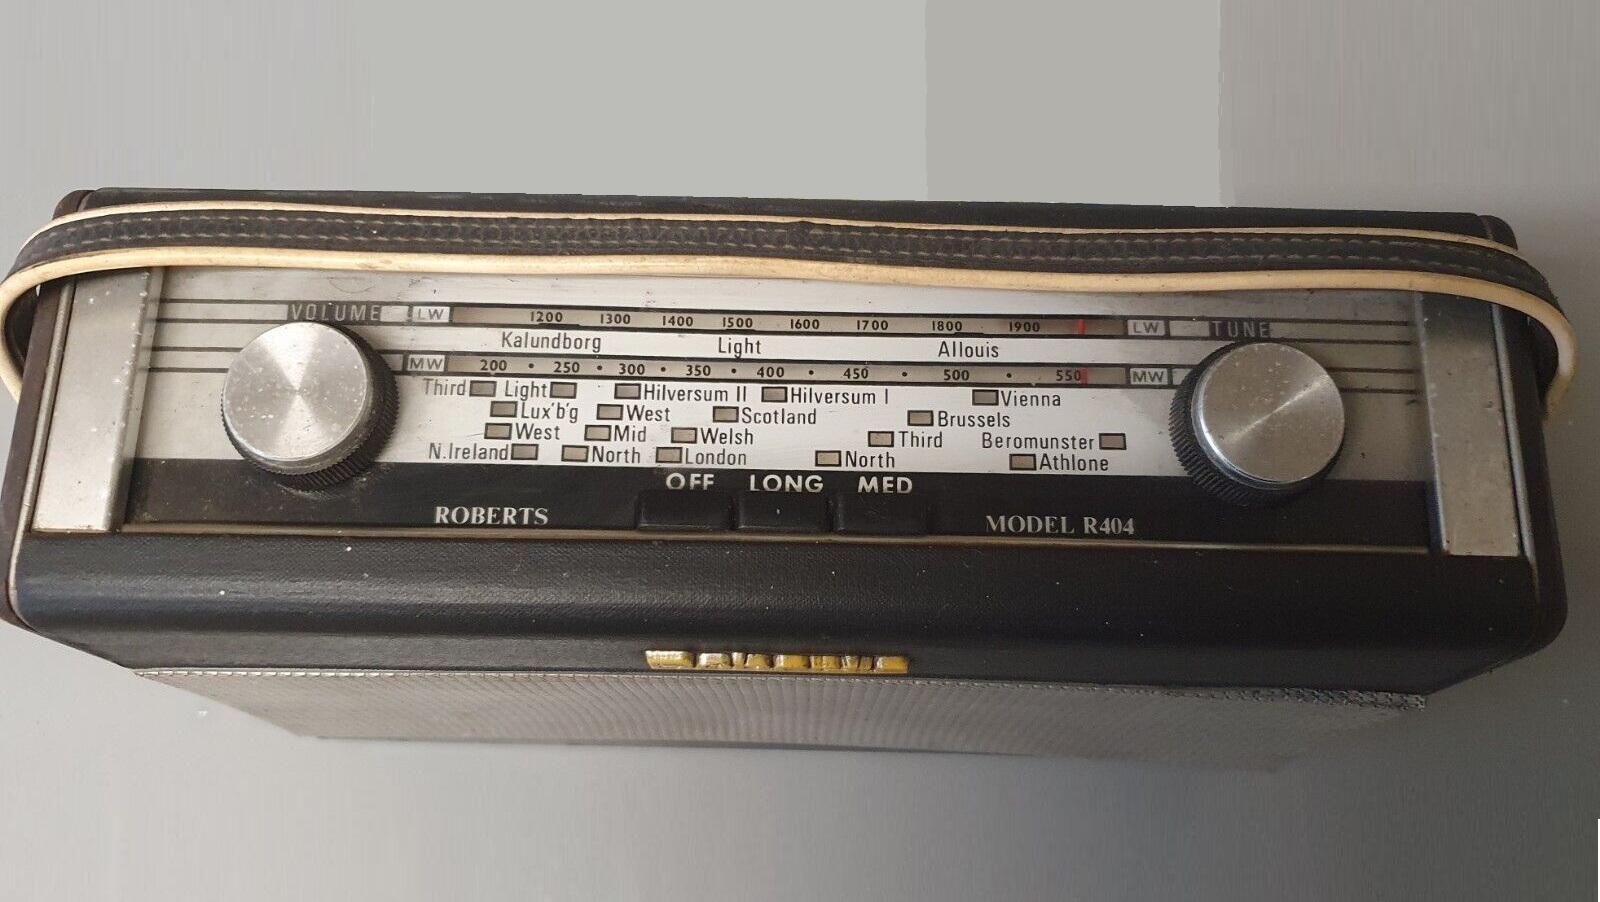 VOLUME LW 1200 1300 1400 1500 1600 1700 1800 1900 LW TUNE
Kalundborg Light Allouis
MW 200 • 250 • 300 • 350 • 400 • 450 • 500 • 550 MW
Third Light Hilversum II Hilversum I Vienna
Lux'b'g West Scotland Brussels
West Mid Welsh Third Beromunster
N.Ireland North London North Athlone
OFF LONG MED
ROBERTS MODEL R404